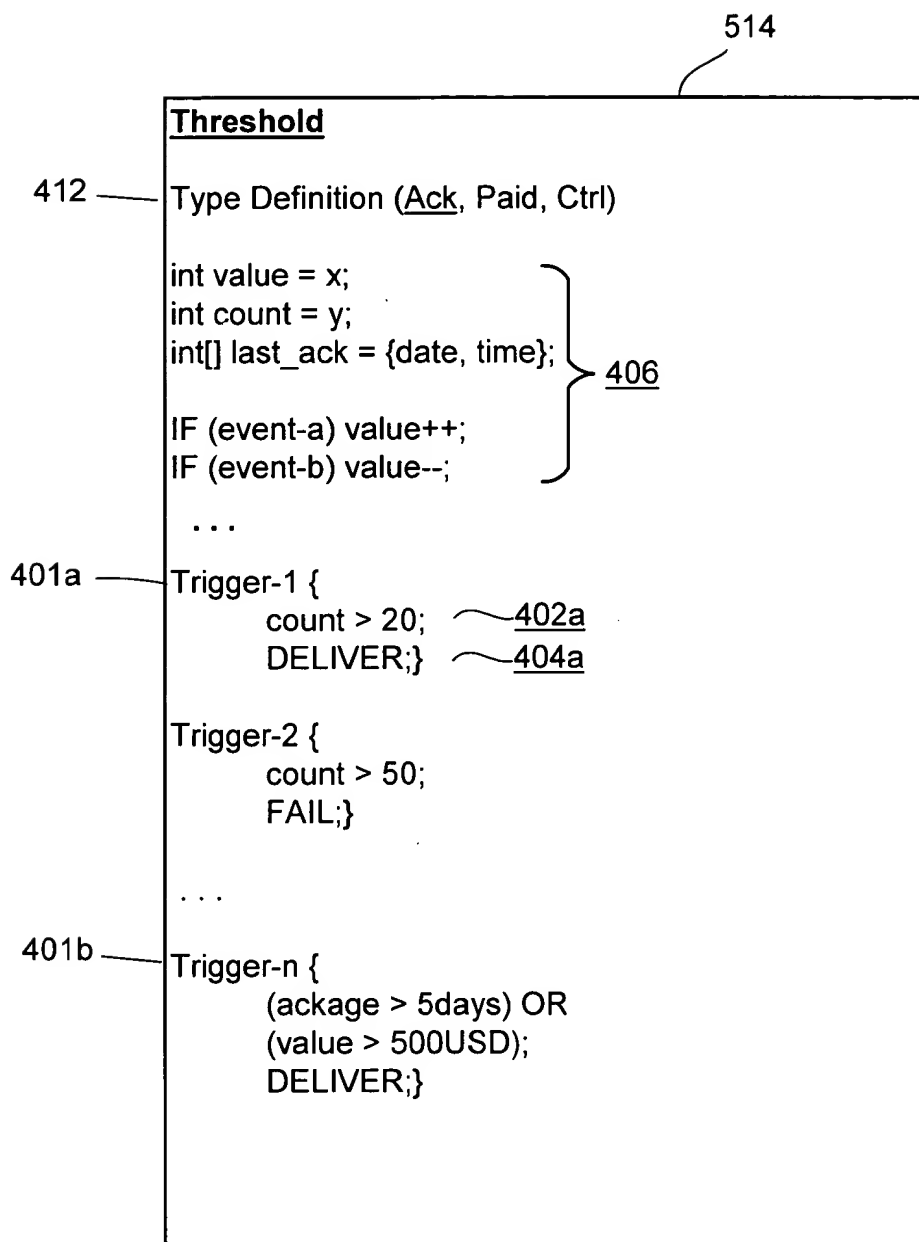 514
Threshold
412 Type Definition (Ack, Paid, Ctrl)
int value = x;
int count = y;
int[] last_ack = {date, time};
406
IF (event-a) value++;
IF (event-b) value--;
...
401a Trigger-1 {
count > 20; 402a
DELIVER;} 404a
Trigger-2 {
count > 50;
FAIL;}
...
401b Trigger-n {
(ackage > 5days) OR
(value > 500USD);
DELIVER;}